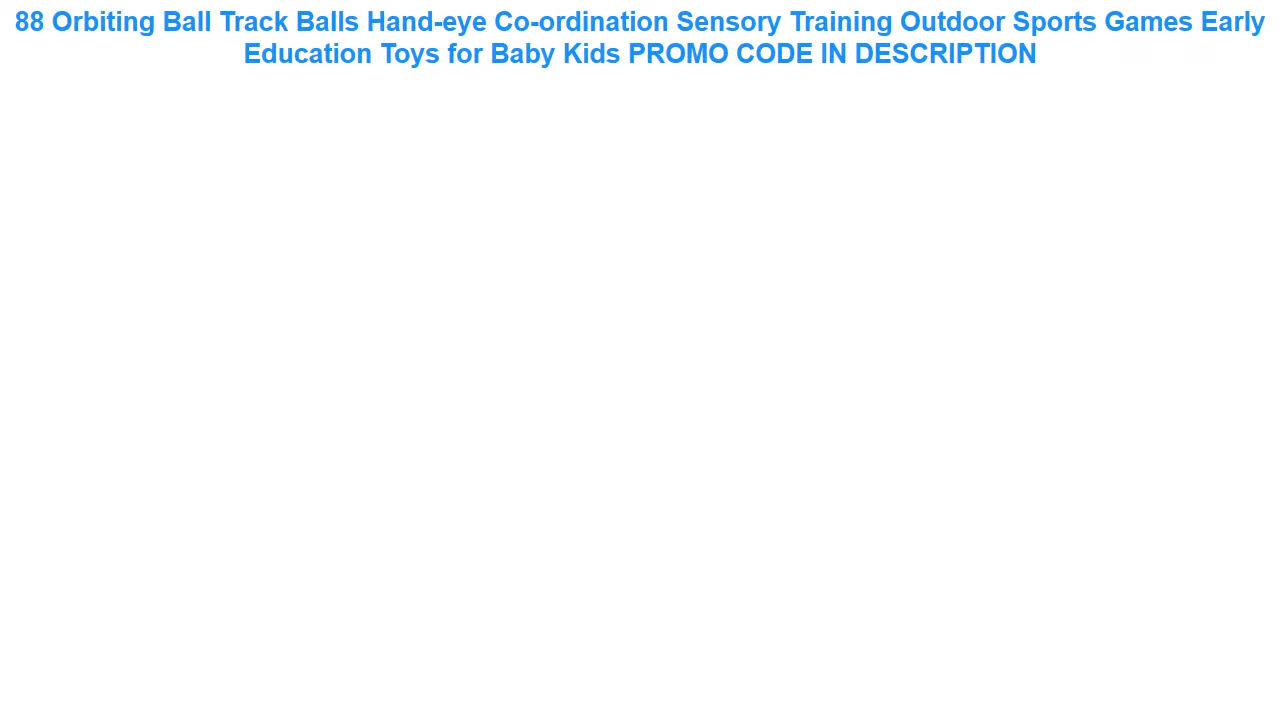 88 Orbiting Ball Track Balls Hand-eye Co-ordination Sensory Training Outdoor Sports Games Early
Education Toys for Baby Kids PROMO CODE IN DESCRIPTION